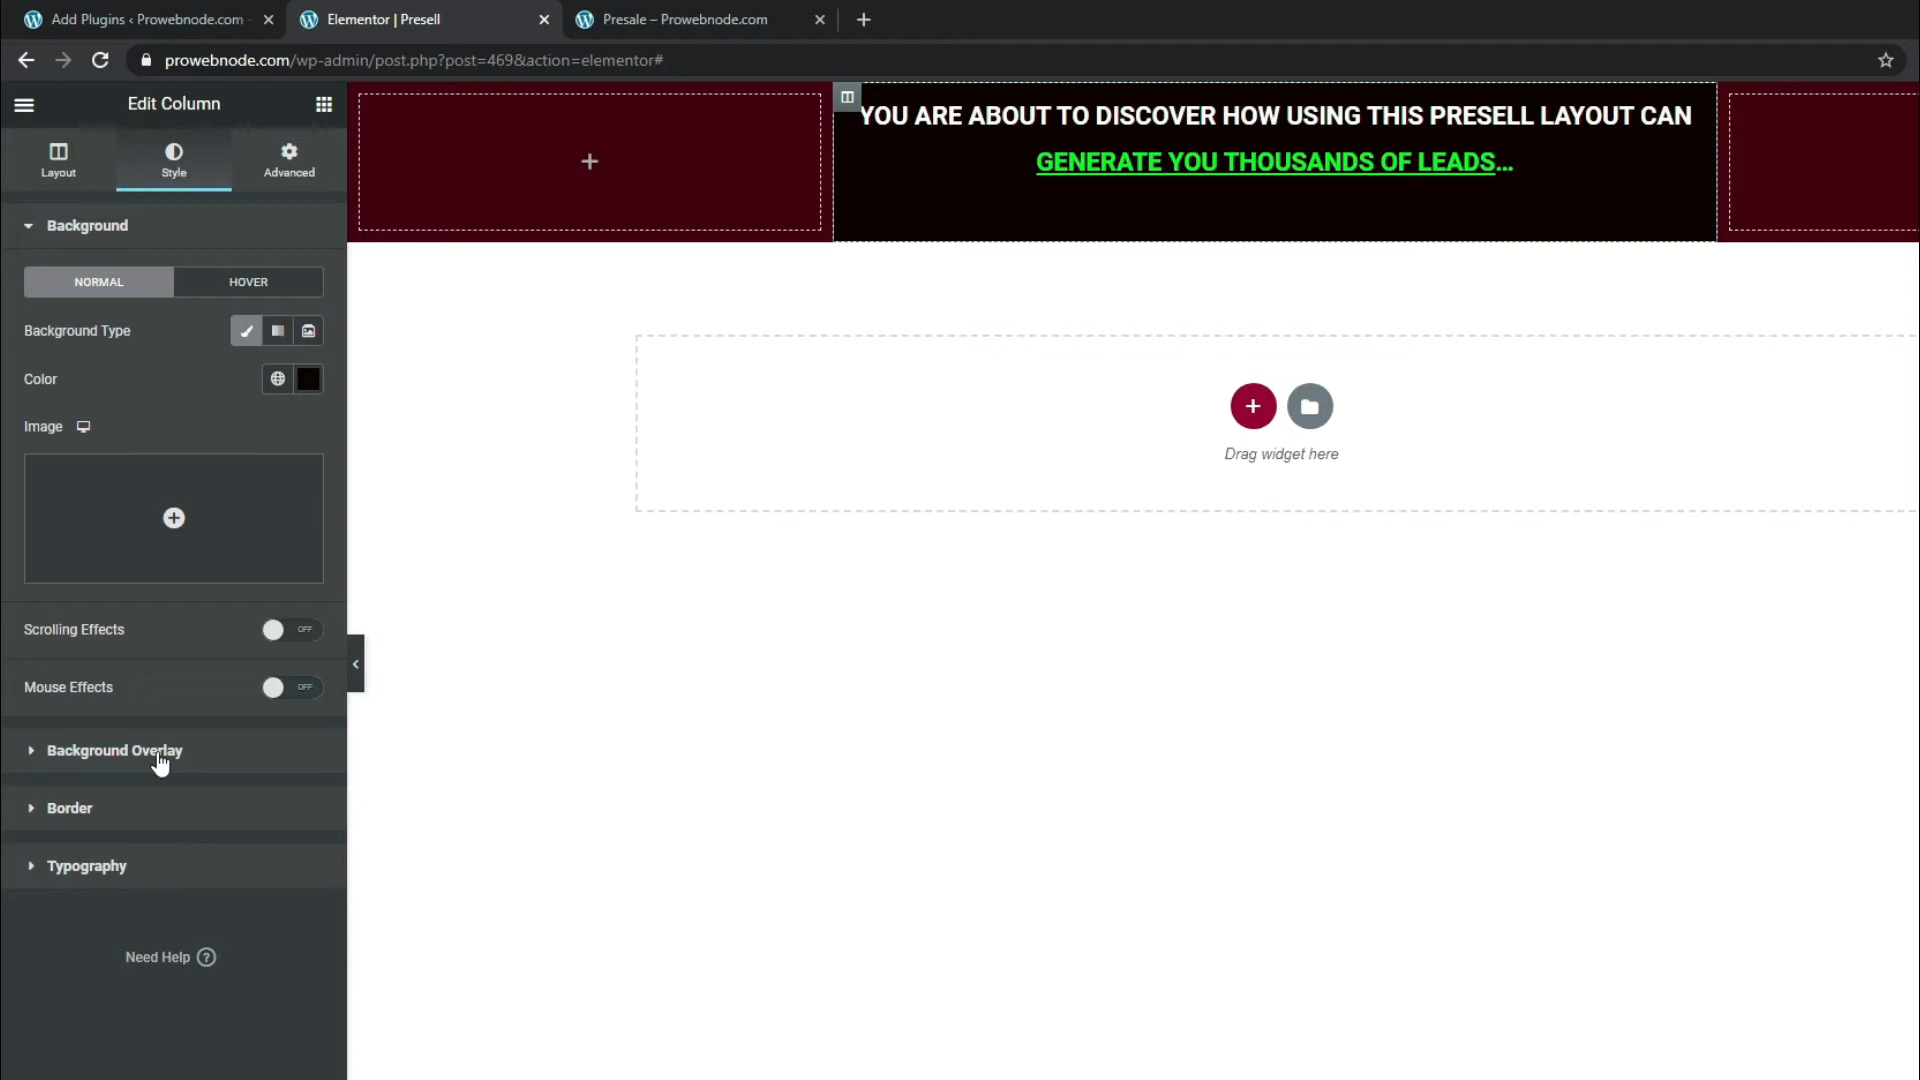 Add Plugins ‹ Prowebnode.com
Elementor | Presell
Presale – Prowebnode.com
prowebnode.com/wp-admin/post.php?post=469&action=elementor#
Edit Column
Layout
Style
Advanced
Background
NORMAL
HOVER
Background Type
Color
Image
Scrolling Effects
OFF
Mouse Effects
OFF
Background Overlay
Border
Typography
Need Help ?
YOU ARE ABOUT TO DISCOVER HOW USING THIS PRESELL LAYOUT CAN
GENERATE YOU THOUSANDS OF LEADS...
Drag widget here